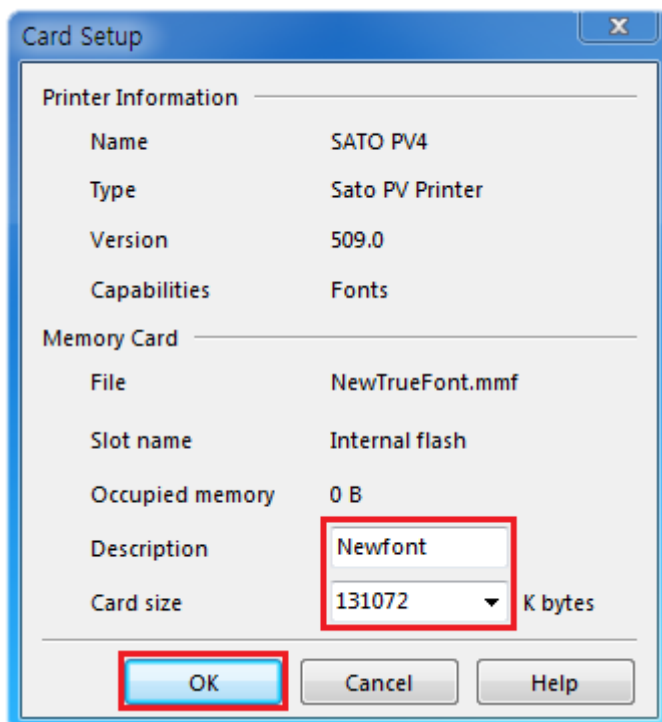 Card Setup
Printer Information
Name SATO PV4
Type Sato PV Printer
Version 509.0
Capabilities Fonts
Memory Card
File NewTrueFont.mmf
Slot name Internal flash
Occupied memory 0 B
Description Newfont
Card size 131072 K bytes
OK Cancel Help